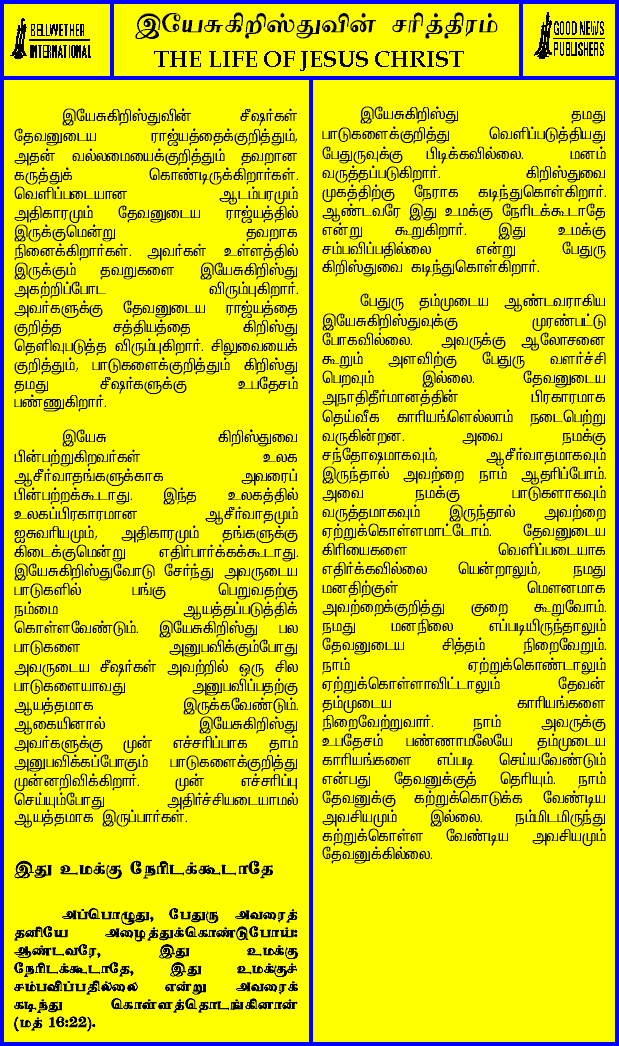 BELLWETHER
INTERNATIONAL
இயேசுகிறிஸ்துவின் சரித்திரம்
THE LIFE OF JESUS CHRIST
GOOD NEWS
PUBLISHERS
இயேசுகிறிஸ்துவின் சீஷர்கள்
தேவனுடைய ராஜ்யத்தைக்குறித்தும்,
அதன் வல்லமையைக்குறித்தும் தவறான
கருத்துக் கொண்டிருக்கிறார்கள்.
வெளிப்படையான ஆடம்பரமும்
அதிகாரமும் தேவனுடைய ராஜ்யத்தில்
இருக்குமென்று தவறாக
நினைக்கிறார்கள். அவர்கள் உள்ளத்தில்
இருக்கும் தவறுகளை இயேசுகிறிஸ்து
அகற்றிப்போட விரும்புகிறார்.
அவர்களுக்கு தேவனுடைய ராஜ்யத்தை
குறித்த சத்தியத்தை கிறிஸ்து
தெளிவுபடுத்த விரும்புகிறார். சிலுவையைக்
குறித்தும், பாடுகளைக்குறித்தும் கிறிஸ்து
தமது சீஷர்களுக்கு உபதேசம்
பண்ணுகிறார்.
இயேசு கிறிஸ்துவை
பின்பற்றுகிறவர்கள் உலக
ஆசீர்வாதங்களுக்காக அவரைப்
பின்பற்றக்கூடாது. இந்த உலகத்தில்
உலகப்பிரகாரமான ஆசீர்வாதமும்
ஐசுவரியமும், அதிகாரமும் தங்களுக்கு
கிடைக்குமென்று எதிர்பார்க்கக்கூடாது.
இயேசுகிறிஸ்துவோடு சேர்ந்து அவருடைய
பாடுகளில் பங்கு பெறுவதற்கு
நம்மை ஆயத்தப்படுத்திக்
கொள்ளவேண்டும். இயேசுகிறிஸ்து பல
பாடுகளை அனுபவிக்கும்போது
அவருடைய சீஷர்கள் அவற்றில் ஒரு சில
பாடுகளையாவது அனுபவிப்பதற்கு
ஆயத்தமாக இருக்கவேண்டும்.
ஆகையினால் இயேசுகிறிஸ்து
அவர்களுக்கு முன் எச்சரிப்பாக தாம்
அனுபவிக்கப்போகும் பாடுகளைக்குறித்து
முன்னறிவிக்கிறார். முன் எச்சரிப்பு
செய்யும்போது அதிர்ச்சியடையாமல்
ஆயத்தமாக இருப்பார்கள்.
இது உமக்கு நேரிடக்கூடாதே
அப்பொழுது, பேதுரு அவரைத்
தனியே அழைத்துக்கொண்டுபோய்:
ஆண்டவரே, இது உமக்கு
நேரிடக்கூடாதே, இது உமக்குச்
சம்பவிப்பதில்லை என்று அவரைக்
கடிந்து கொள்ளத்தொடங்கினான்
(மத் 16:22).
இயேசுகிறிஸ்து தமது
பாடுகளைக்குறித்து வெளிப்படுத்தியது
பேதுருவுக்கு பிடிக்கவில்லை. மனம்
வருத்தப்படுகிறார். கிறிஸ்துவை
முகத்திற்கு நேராக கடிந்துகொள்கிறார்.
ஆண்டவரே இது உமக்கு நேரிடக்கூடாதே
என்று கூறுகிறார். இது உமக்கு
சம்பவிப்பதில்லை என்று பேதுரு
கிறிஸ்துவை கடிந்துகொள்கிறார்.
பேதுரு தம்முடைய ஆண்டவராகிய
இயேசுகிறிஸ்துவுக்கு முரண்பட்டு
போகவில்லை. அவருக்கு ஆலோசனை
கூறும் அளவிற்கு பேதுரு வளர்ச்சி
பெறவும் இல்லை. தேவனுடைய
அநாதிதீர்மானத்தின் பிரகாரமாக
தெய்வீக காரியங்ளெல்லாம் நடைபெற்று
வருகின்றன. அவை நமக்கு
சந்தோஷமாகவும், ஆசீர்வாதமாகவும்
இருந்தால் அவற்றை நாம் ஆதரிப்போம்.
அவை நமக்கு பாடுகளாகவும்
வருத்தமாகவும் இருந்தால் அவற்றை
ஏற்றுக்கொள்ளமாட்டோம். தேவனுடைய
கிரியைகளை வெளிப்படையாக
எதிர்க்கவில்லை யென்றாலும், நமது
மனதிற்குள் மௌனமாக
அவற்றைக்குறித்து குறை கூறுவோம்.
நமது மனநிலை எப்படியிருந்தாலும்
தேவனுடைய சித்தம் நிறைவேறும்.
நாம் ஏற்றுக்கொண்டாலும்
ஏற்றுக்கொள்ளாவிட்டாலும் தேவன்
தம்முடைய காரியங்களை
நிறைவேற்றுவார். நாம் அவருக்கு
உபதேசம் பண்ணாமலேயே தம்முடைய
காரியங்களை எப்படி செய்யவேண்டும்
என்பது தேவனுக்குத் தெரியும். நாம்
தேவனுக்கு கற்றுக்கொடுக்க வேண்டிய
அவசியமும் இல்லை. நம்மிடமிருந்து
கற்றுக்கொள்ள வேண்டிய அவசியமும்
தேவனுக்கில்லை.